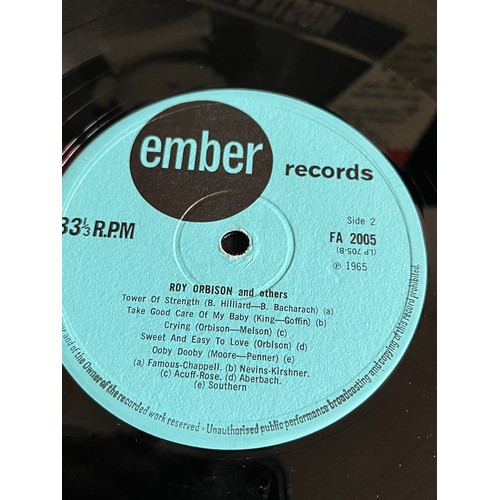 ember records
33⅓ R.P.M
Side 2
FA 2005
(LP 705-B)
℗ 1965
ROY ORBISON and others
Tower Of Strength (B. Hilliard—B. Bacharach) (a)
Take Good Care Of My Baby (King—Goffin) (b)
Crying (Orbison—Melson) (c)
Sweet And Easy To Love (Orbison) (d)
Ooby Dooby (Moore—Penner) (e)
(a) Famous-Chappell. (b) Nevins-Kirshner.
(c) Acuff-Rose. (d) Aberbach.
(e) Southern
and of the Owner of the recorded work reserved - Unauthorised public performance broadcasting and copying of this record prohibited.